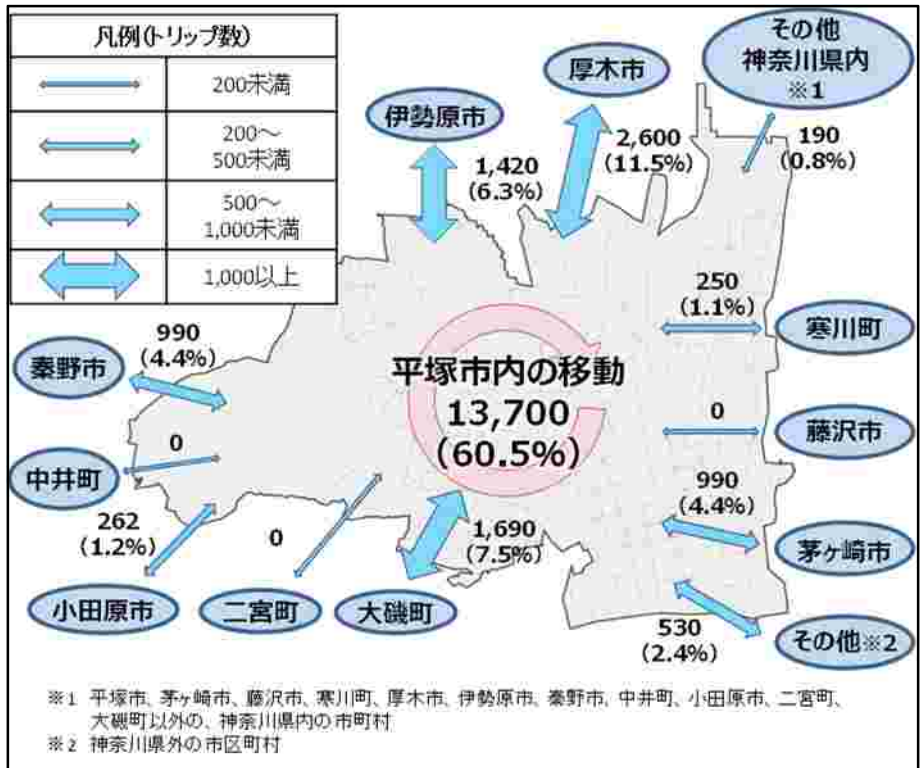 凡例(トリップ数)
200未満
200～
500未満
500～
1,000未満
1,000以上
伊勢原市
厚木市
その他
神奈川県内
※1
1,420
(6.3%)
2,600
(11.5%)
190
(0.8%)
250
(1.1%)
寒川町
990
(4.4%)
秦野市
平塚市内の移動
13,700
(60.5%)
0
藤沢市
0
中井町
990
(4.4%)
茅ヶ崎市
262
(1.2%)
0
1,690
(7.5%)
小田原市
二宮町
大磯町
530
(2.4%)
その他※2
※1 平塚市、茅ヶ崎市、藤沢市、寒川町、厚木市、伊勢原市、秦野市、中井町、小田原市、二宮町、
大磯町以外の、神奈川県内の市町村
※2 神奈川県外の市区町村